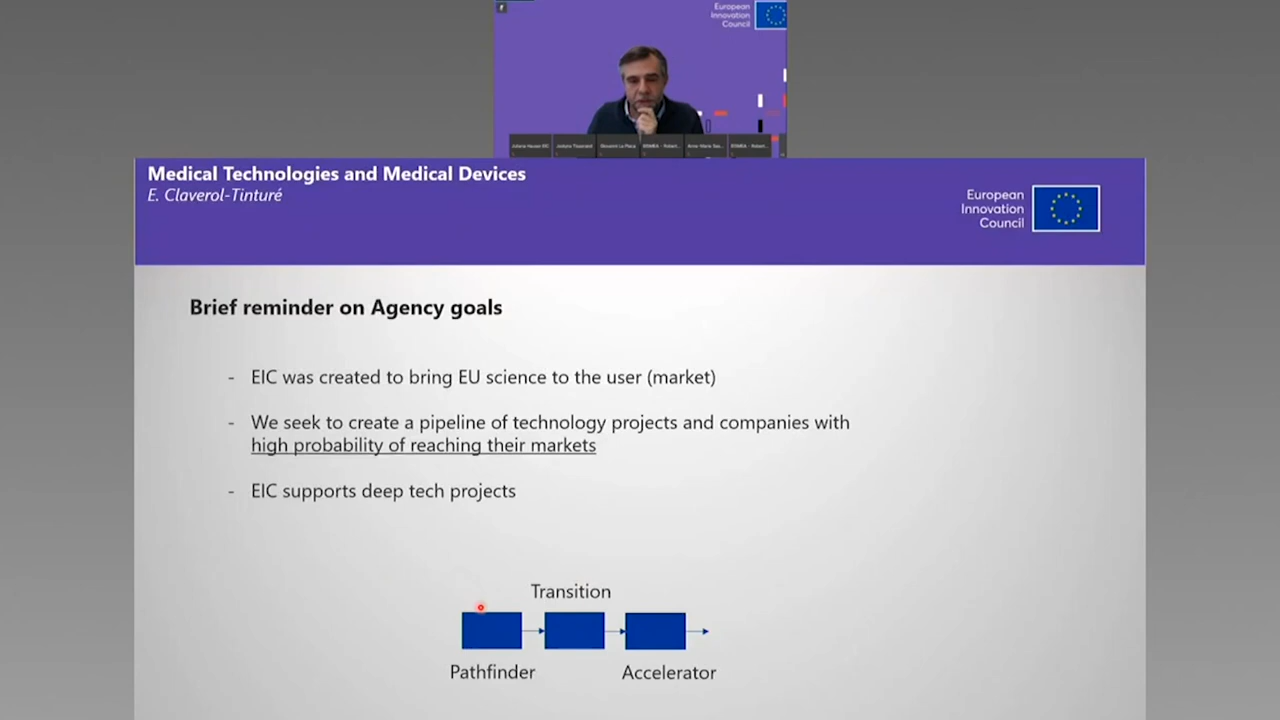 European
Innovation
Council
Medical Technologies and Medical Devices
E. Claverol-Tinturé
European
Innovation
Council
Brief reminder on Agency goals
- EIC was created to bring EU science to the user (market)
- We seek to create a pipeline of technology projects and companies with
high probability of reaching their markets
- EIC supports deep tech projects
Transition
Pathfinder
Accelerator